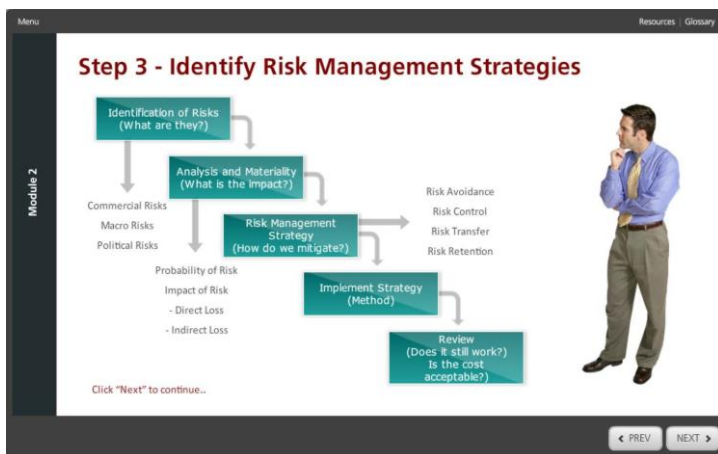 Menu
Resources | Glossary
Module 2
Step 3 - Identify Risk Management Strategies
Identification of Risks
(What are they?)
Analysis and Materiality
(What is the impact?)
Commercial Risks
Macro Risks
Political Risks
Risk Management
Strategy
(How do we mitigate?)
Risk Avoidance
Risk Control
Risk Transfer
Risk Retention
Probability of Risk
Impact of Risk
- Direct Loss
- Indirect Loss
Implement Strategy
(Method)
Review
(Does it still work?)
Is the cost
acceptable?)
Click "Next" to continue..
PREV
NEXT